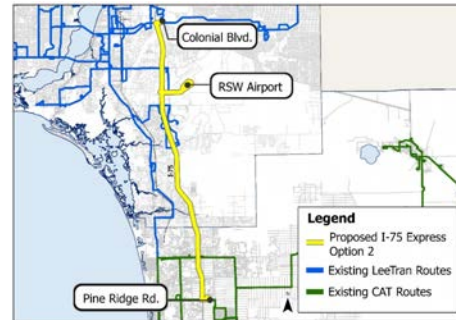 Colonial Blvd.
RSW Airport
I-75
Pine Ridge Rd.
Legend
Proposed I-75 Express
Option 2
Existing LeeTran Routes
Existing CAT Routes
N